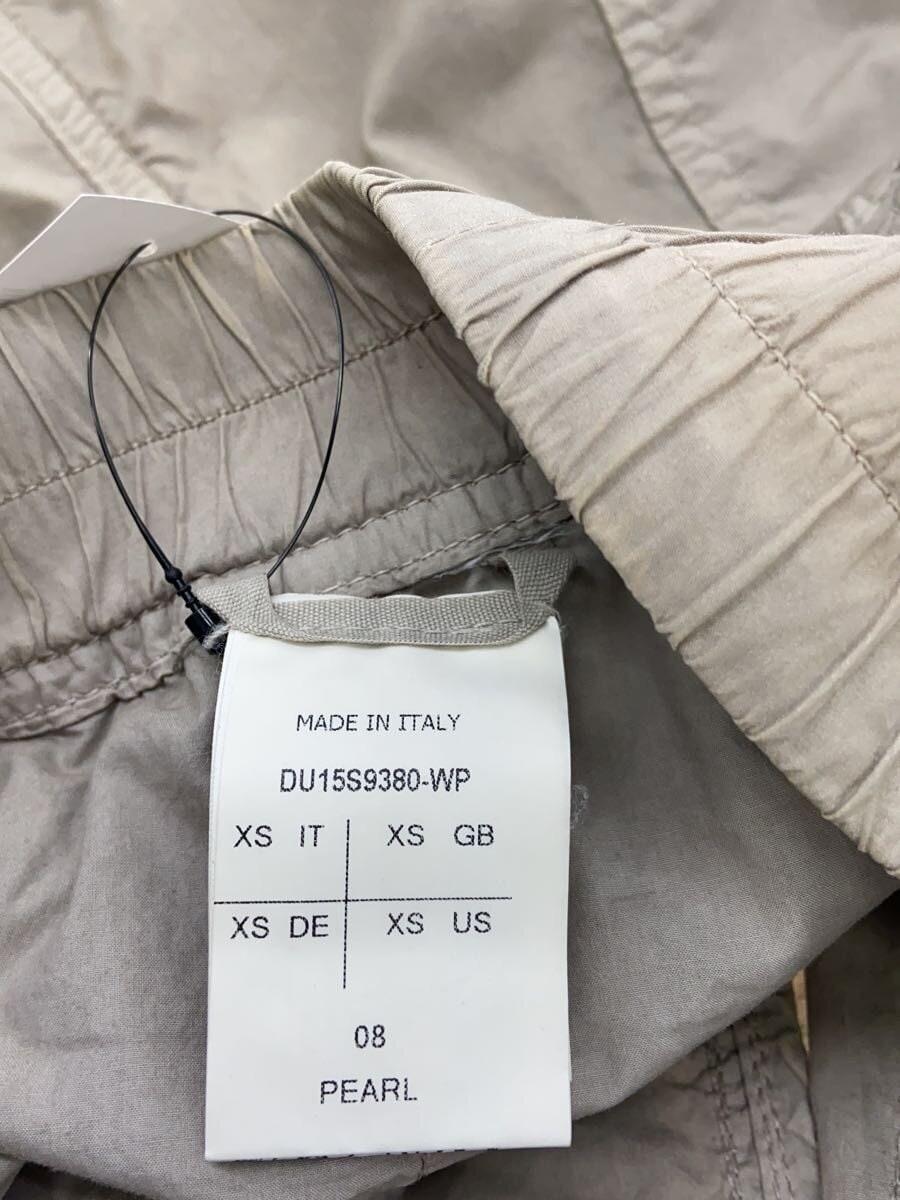 MADE IN ITALY
DU15S9380-WP
XS IT XS GB
XS DE XS US
08
PEARL